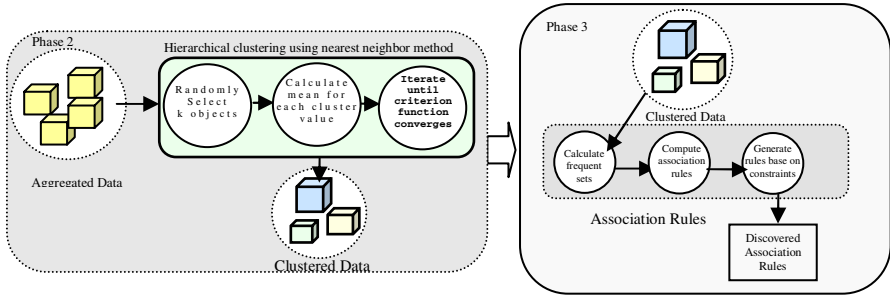 Phase 2
Hierarchical clustering using nearest neighbor method
Randomly
Select
k objects
Calculate
mean for
each cluster
value
Iterate
until
criterion
function
converges
Aggregated Data
Clustered Data
Phase 3
Clustered Data
Calculate
frequent
sets
Compute
association
rules
Generate
rules base on
constraints
Association Rules
Discovered
Association
Rules